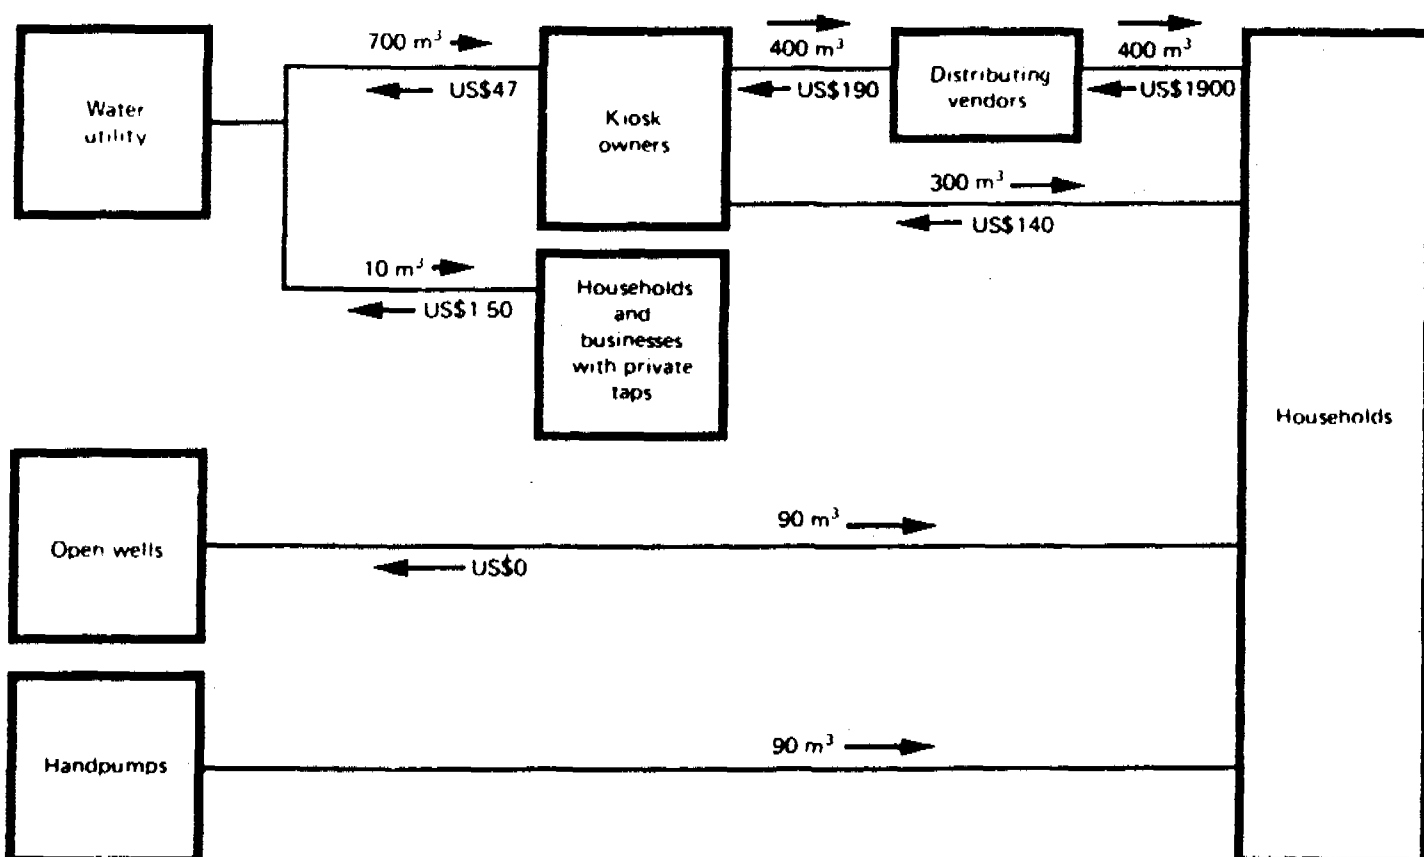 700 m³
US$47
400 m³
US$190
400 m³
US$1900
Water
utility
Kiosk
owners
Distributing
vendors
300 m³
US$140
10 m³
US$1 50
Households
and
businesses
with private
taps
Households
Open wells
90 m³
US$0
Handpumps
90 m³